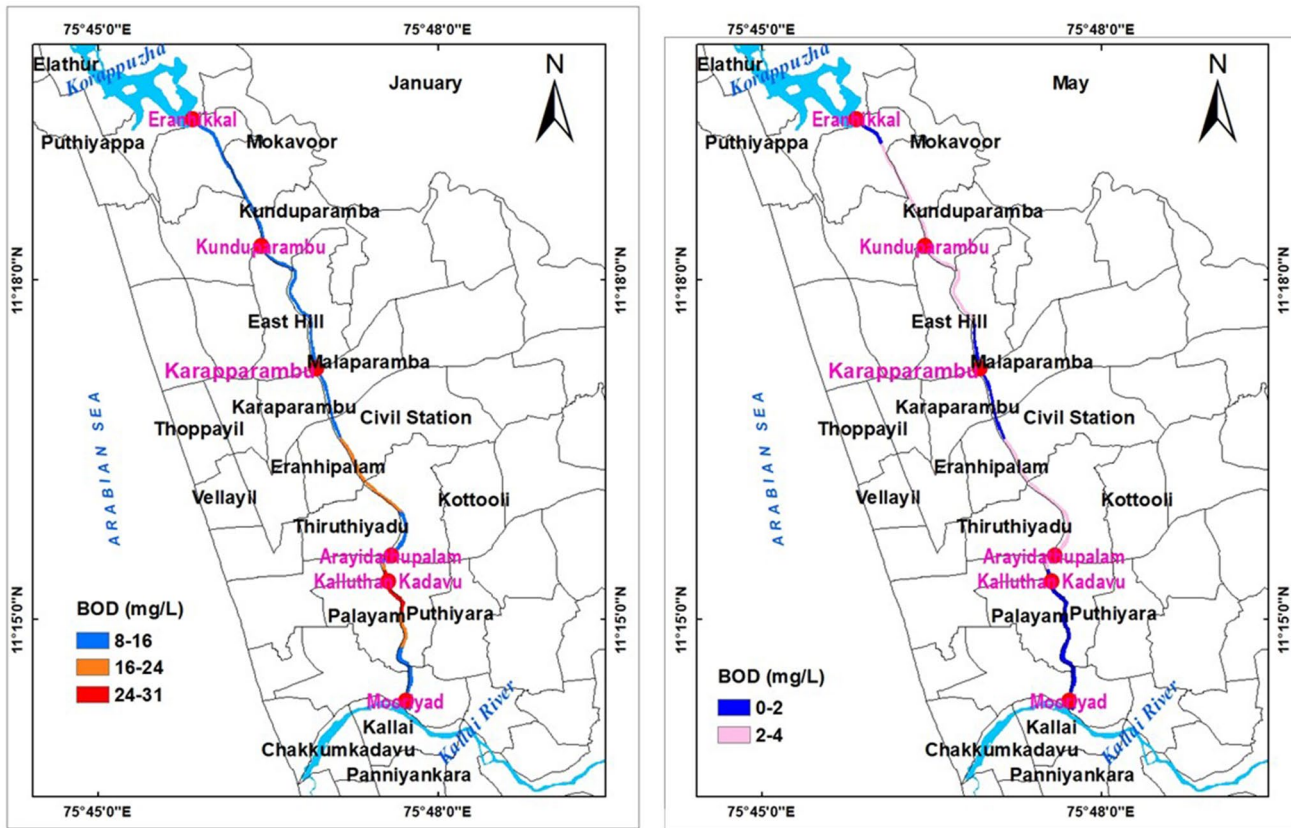 75°45'0"E
75°48'0"E
Elathur
Korappuzha
January
N
Eranhikkal
Puthiyappa
Mokavoor
Kunduparamba
Kunduparambu
11°18'0"N
East Hill
Malaparamba
Karapparambu
Karaparambu
Civil Station
Thoppayil
Eranhipalam
ARABIAN SEA
Vellayil
Kottooli
Thiruthiyadu
Arayidathupalam
Kalluthan Kadavu
BOD (mg/L)
8-16
16-24
24-31
Palayam
Puthiyara
11°15'0"N
Mooriyad
Kallai
Kallai River
Chakkumkadavu
Panniyankara
75°45'0"E
75°48'0"E
75°45'0"E
75°48'0"E
Elathur
Korappuzha
May
N
Eranhikkal
Puthiyappa
Mokavoor
Kunduparamba
Kunduparambu
11°18'0"N
East Hill
Malaparamba
Karapparambu
Karaparambu
Civil Station
Thoppayil
Eranhipalam
ARABIAN SEA
Vellayil
Kottooli
Thiruthiyadu
Arayidathupalam
Kalluthan Kadavu
Palayam
Puthiyara
11°15'0"N
BOD (mg/L)
0-2
2-4
Mooriyad
Kallai
Kallai River
Chakkumkadavu
Panniyankara
75°45'0"E
75°48'0"E